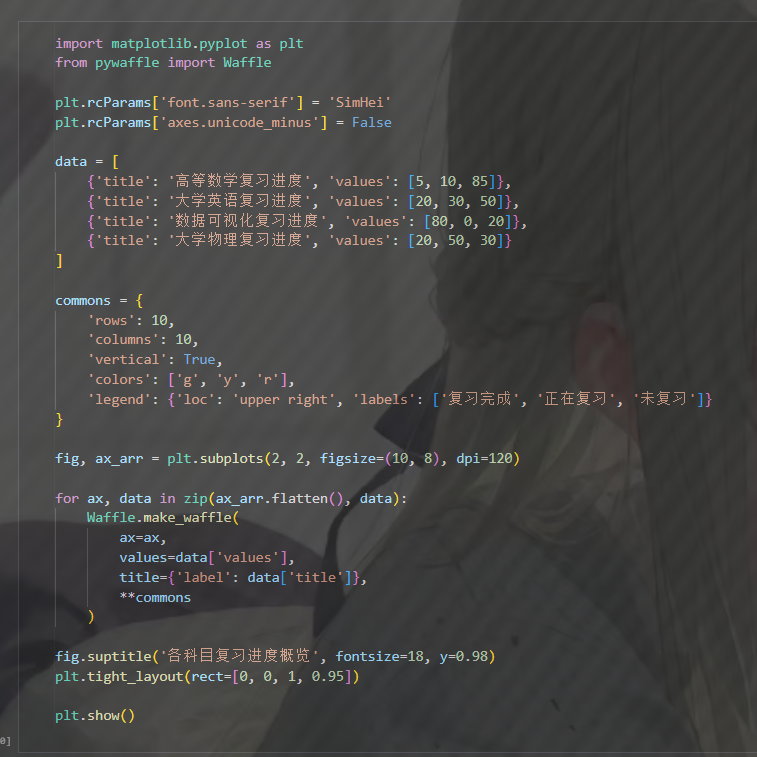 import matplotlib.pyplot as plt
from pywaffle import Waffle
plt.rcParams['font.sans-serif'] = 'SimHei'
plt.rcParams['axes.unicode_minus'] = False
data = [
    {'title': '高等数学复习进度', 'values': [5, 10, 85]},
    {'title': '大学英语复习进度', 'values': [20, 30, 50]},
    {'title': '数据可视化复习进度', 'values': [80, 0, 20]},
    {'title': '大学物理复习进度', 'values': [20, 50, 30]}
]
commons = {
    'rows': 10,
    'columns': 10,
    'vertical': True,
    'colors': ['g', 'y', 'r'],
    'legend': {'loc': 'upper right', 'labels': ['复习完成', '正在复习', '未复习']}
}
fig, ax_arr = plt.subplots(2, 2, figsize=(10, 8), dpi=120)
for ax, data in zip(ax_arr.flatten(), data):
    Waffle.make_waffle(
        ax=ax,
        values=data['values'],
        title={'label': data['title']},
        **commons
    )
fig.suptitle('各科目复习进度概览', fontsize=18, y=0.98)
plt.tight_layout(rect=[0, 0, 1, 0.95])
plt.show()
0]